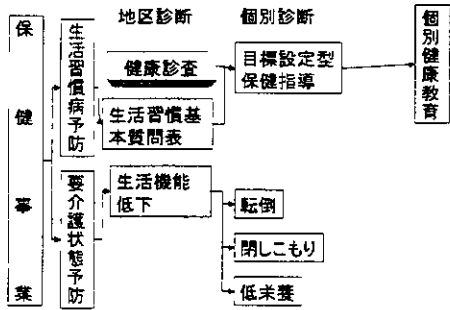 地区診断
個別診断
保健事業
生活習慣病予防
健康診査
生活習慣基
本質問表
目標設定型
保健指導
個別健康教育
要介護状態予防
生活機能
低下
転倒
閉じこもり
低栄養